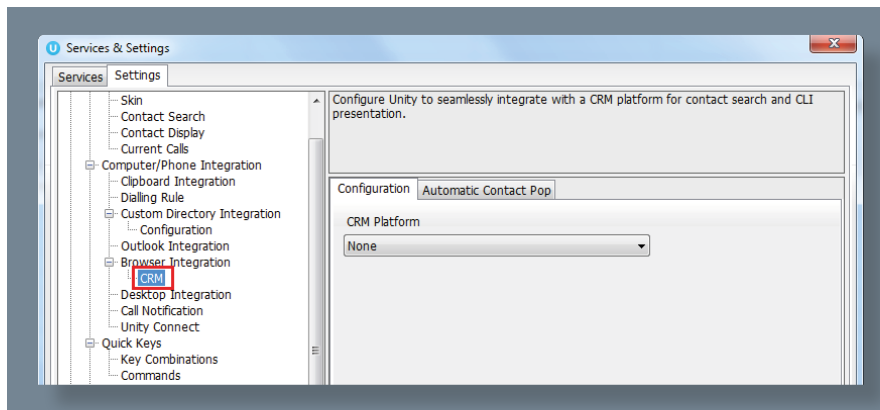 U Services & Settings
x
Services Settings
Skin
Contact Search
Contact Display
Current Calls
Computer/Phone Integration
Clipboard Integration
Dialling Rule
Custom Directory Integration
Configuration
Outlook Integration
Browser Integration
CRM
Desktop Integration
Call Notification
Unity Connect
Quick Keys
Key Combinations
Commands
Configure Unity to seamlessly integrate with a CRM platform for contact search and CLI
presentation.
Configuration Automatic Contact Pop
CRM Platform
None